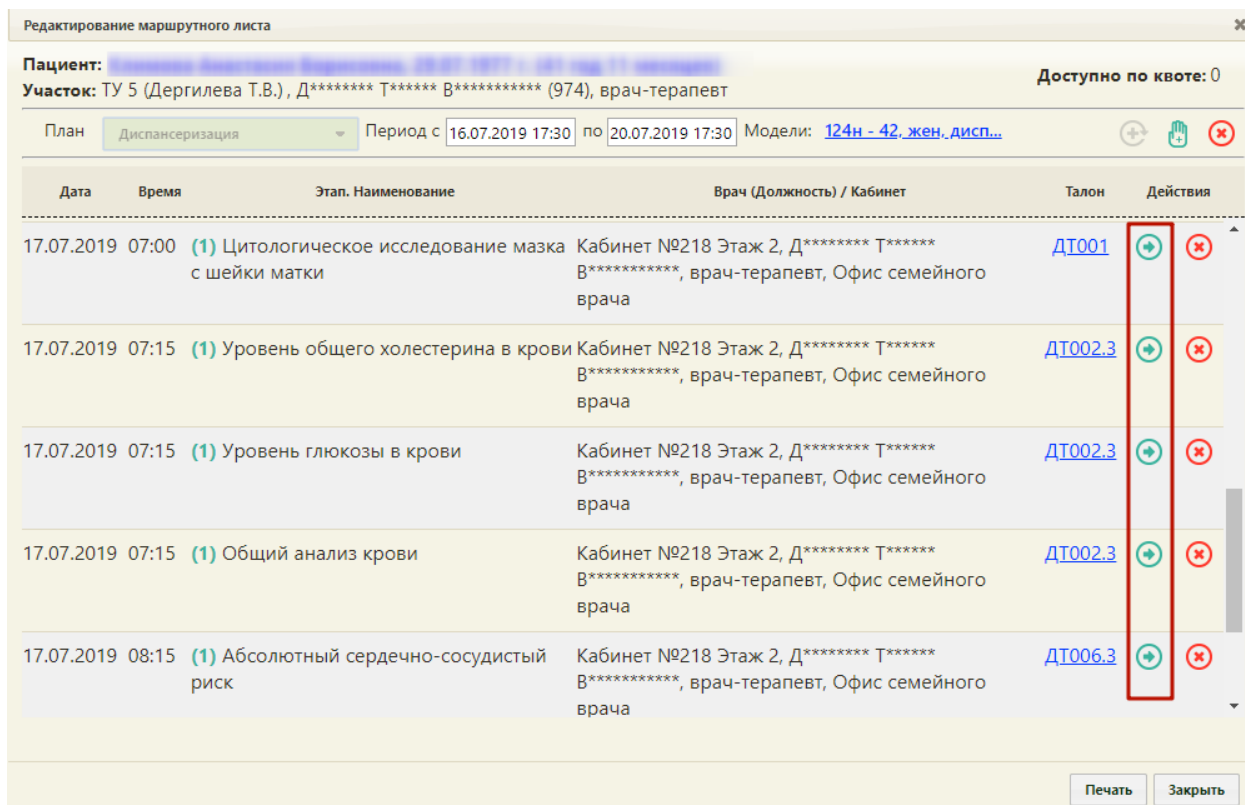 Редактирование маршрутного листа
Пациент:
Доступно по квоте: 0
Участок: ТУ 5 (Дергилева Т.В.) , Д******** Т****** В*********** (974), врач-терапевт
План Диспансеризация Период с 16.07.2019 17:30 по 20.07.2019 17:30 Модели: 124н - 42, жен, дисп...
Дата Время Этап. Наименование Врач (Должность) / Кабинет Талон Действия
17.07.2019 07:00 (1) Цитологическое исследование мазка Кабинет №218 Этаж 2, Д******** Т****** ДТ001
с шейки матки В***********, врач-терапевт, Офис семейного
врача
17.07.2019 07:15 (1) Уровень общего холестерина в крови Кабинет №218 Этаж 2, Д******** Т****** ДТ002.3
В***********, врач-терапевт, Офис семейного
врача
17.07.2019 07:15 (1) Уровень глюкозы в крови Кабинет №218 Этаж 2, Д******** Т****** ДТ002.3
В***********, врач-терапевт, Офис семейного
врача
17.07.2019 07:15 (1) Общий анализ крови Кабинет №218 Этаж 2, Д******** Т****** ДТ002.3
В***********, врач-терапевт, Офис семейного
врача
17.07.2019 08:15 (1) Абсолютный сердечно-сосудистый Кабинет №218 Этаж 2, Д******** Т****** ДТ006.3
риск В***********, врач-терапевт, Офис семейного
врача
Печать Закрыть